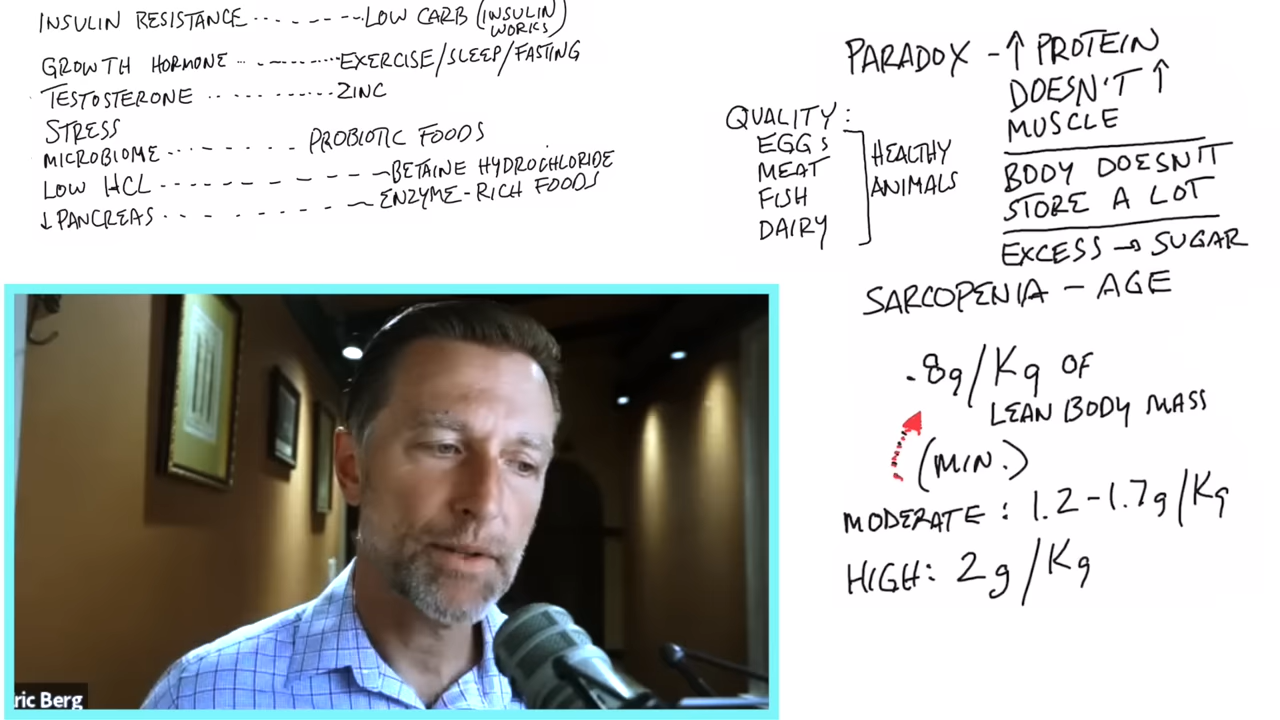 INSULIN RESISTANCE ---------- LOW CARB (INSULIN WORKS)
GROWTH HORMONE ---------- EXERCISE/SLEEP/FASTING
TESTOSTERONE ---------- ZINC
STRESS
MICROBIOME ---------- PROBIOTIC FOODS
LOW HCL ---------- BETAINE HYDROCHLORIDE
↓ PANCREAS ---------- ENZYME-RICH FOODS
PARADOX - ↑ PROTEIN
DOESN'T ↑
MUSCLE
QUALITY:
EGGS
MEAT
FISH
DAIRY
HEALTHY
ANIMALS
BODY DOESN'T
STORE A LOT
EXCESS → SUGAR
SARCOPENIA - AGE
.8g/Kg OF
LEAN BODY MASS
(MIN.)
MODERATE: 1.2-1.7g/Kg
HIGH: 2g/Kg
ric Berg